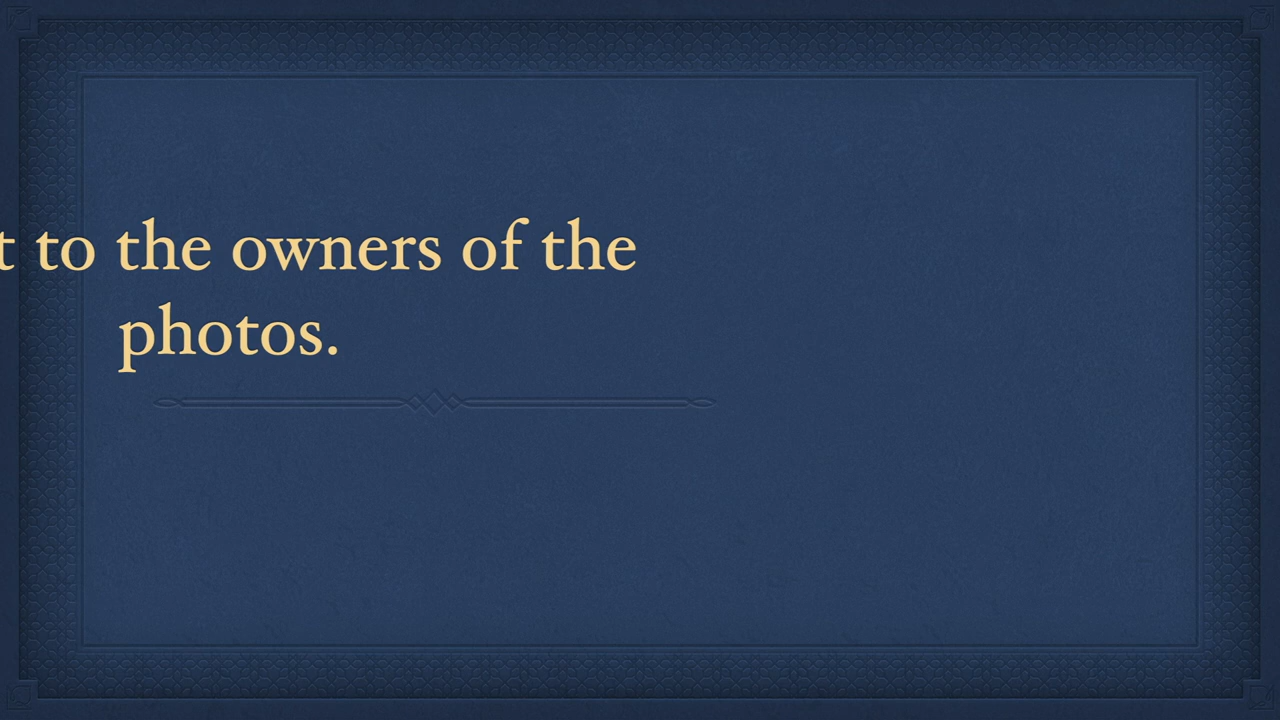 t to the owners of the
photos.